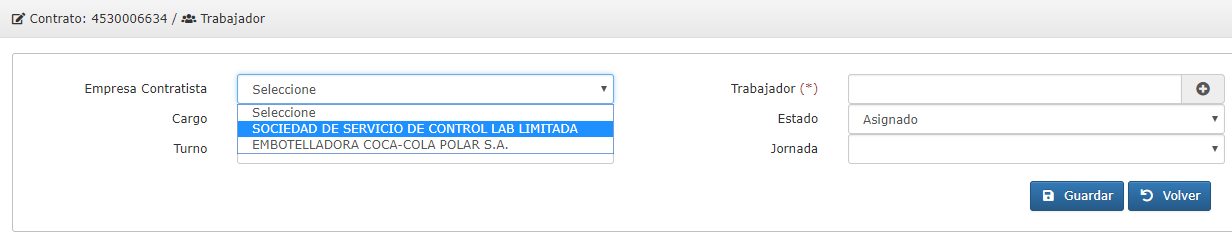 Contrato: 4530006634 / Trabajador
Empresa Contratista
Seleccione
Trabajador (*)
Seleccione
SOCIEDAD DE SERVICIO DE CONTROL LAB LIMITADA
EMBOTELLADORA COCA-COLA POLAR S.A.
Cargo
Estado
Asignado
Turno
Jornada
Guardar
Volver